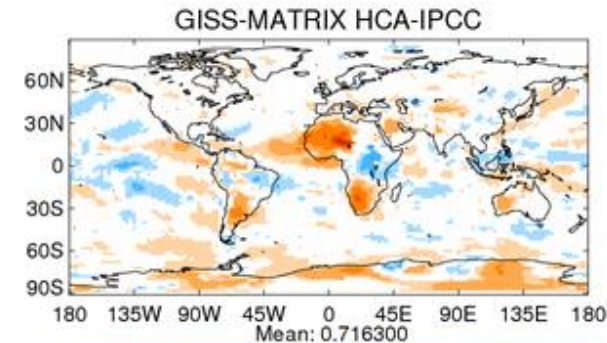 GISS-MATRIX HCA-IPCC
60N
30N
0
30S
60S
90S
180 135W 90W 45W 0 45E 90E 135E 180
Mean: 0.716300